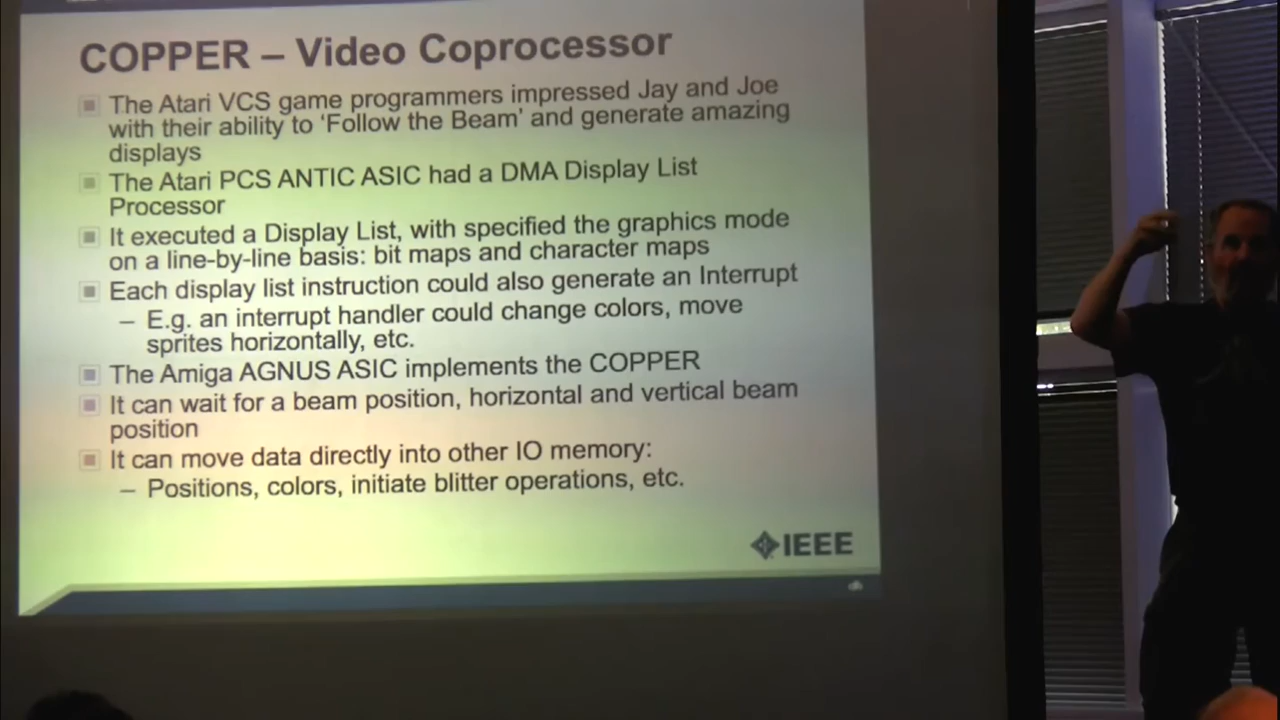 COPPER – Video Coprocessor
The Atari VCS game programmers impressed Jay and Joe
with their ability to 'Follow the Beam' and generate amazing
displays
The Atari PCS ANTIC ASIC had a DMA Display List
Processor
It executed a Display List, with specified the graphics mode
on a line-by-line basis: bit maps and character maps
Each display list instruction could also generate an Interrupt
– E.g. an interrupt handler could change colors, move
sprites horizontally, etc.
The Amiga AGNUS ASIC implements the COPPER
It can wait for a beam position, horizontal and vertical beam
position
It can move data directly into other IO memory:
– Positions, colors, initiate blitter operations, etc.
IEEE